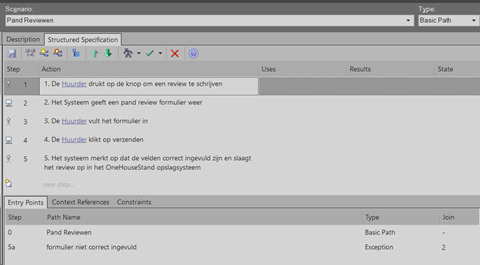 Scenario:
Type:
Pand Reviewen
Basic Path
Description
Structured Specification
Step
Action
Uses
Results
State
1
1. De Huurder drukt op de knop om een review te schrijven
2
2. Het Systeem geeft een pand review formulier weer
3
3. De Huurder vult het formulier in
4
4. De Huurder klikt op verzenden
5
5. Het systeem merkt op dat de velden correct ingevuld zijn en slaagt
het review op in het OneHouseStand opslagsysteem
new step...
Entry Points
Context References
Constraints
Step
Path Name
Type
Join
0
Pand Reviewen
Basic Path
-
5a
formulier niet correct ingevuld
Exception
2